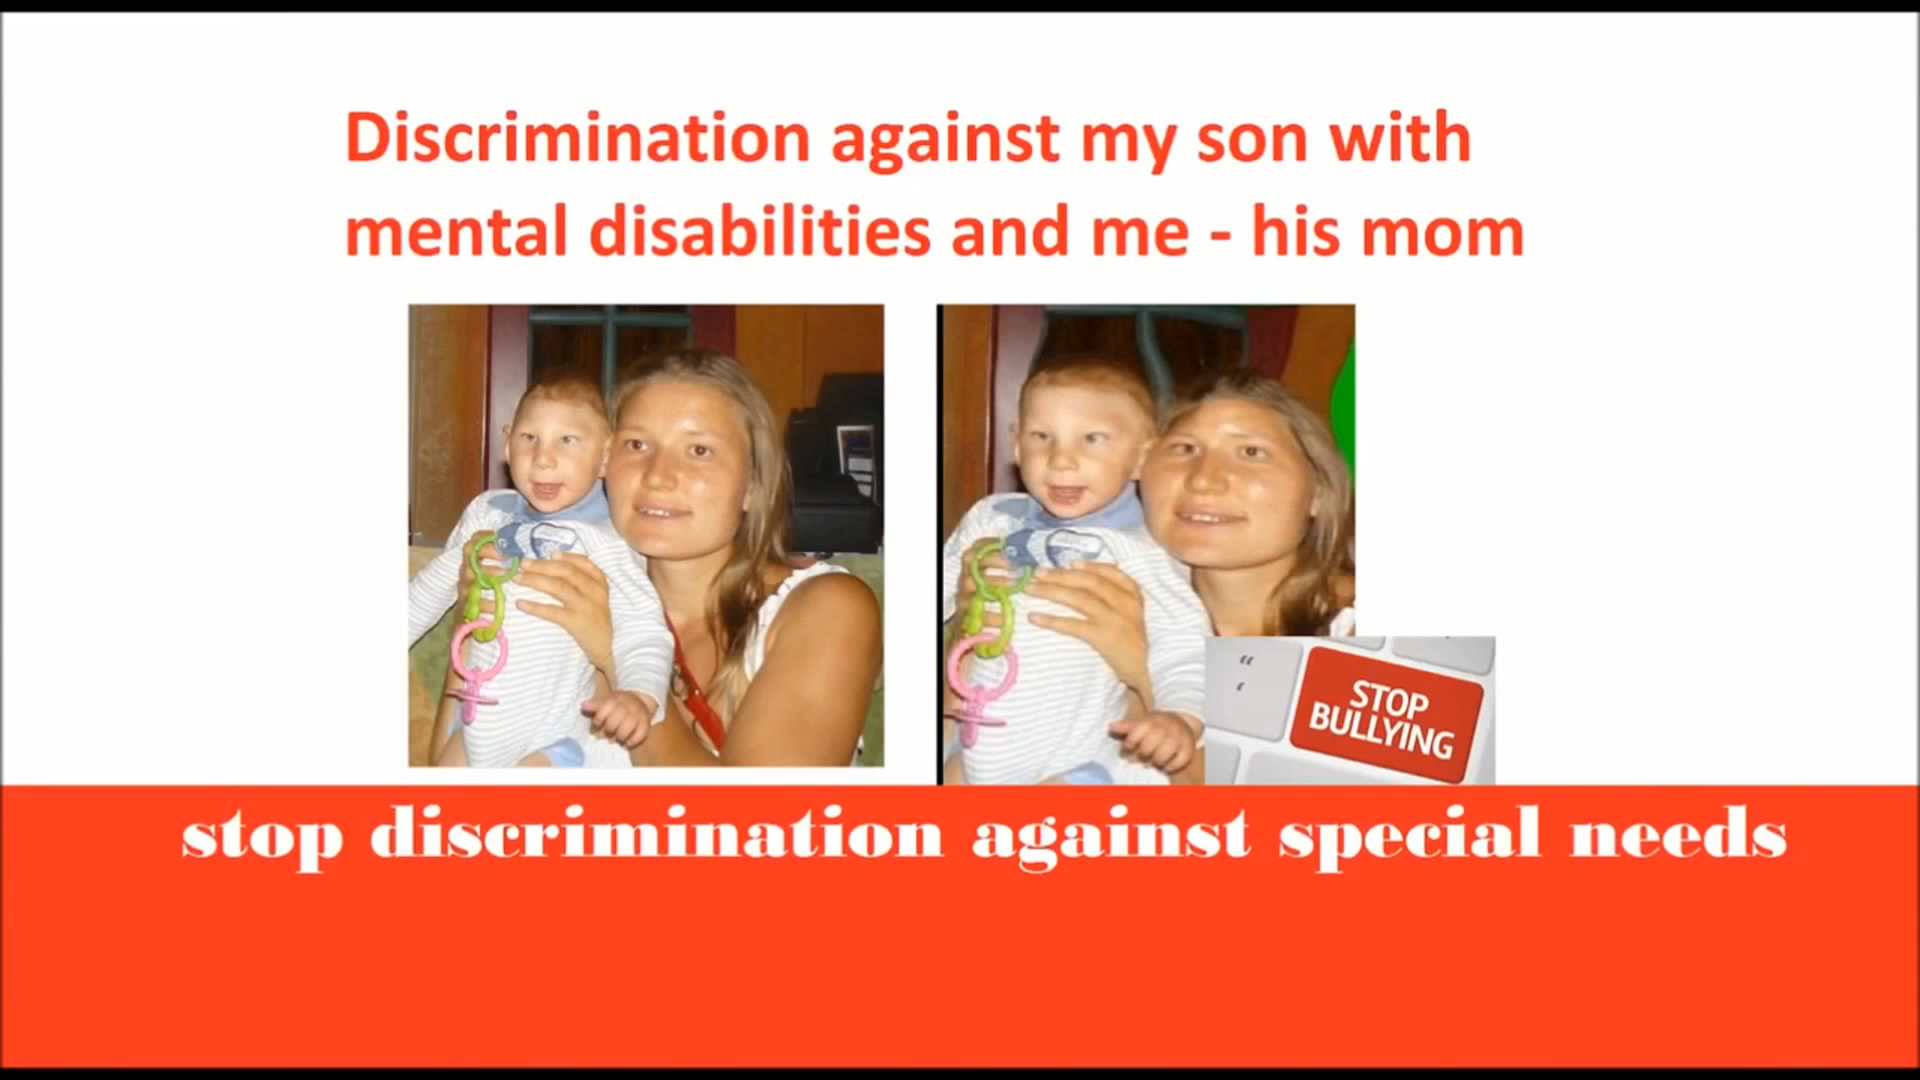 Discrimination against my son with
mental disabilities and me - his mom
STOP
BULLYING
stop discrimination against special needs